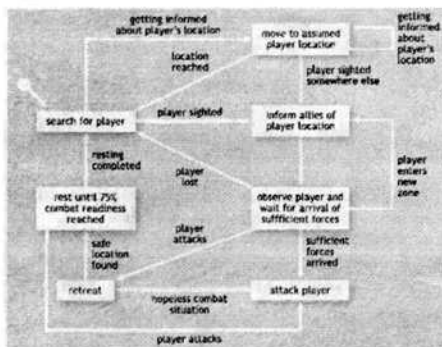 getting informed
about player's location
move to assumed
player location
getting
informed
about
player's
location
location
reached
player sighted
somewhere else
search for player
player sighted
inform allies of
player location
resting
completed
player
lost
player
enters
new
zone
rest until 75%
combat readiness
reached
observe player and
wait for arrival of
suffficient forces
player
attacks
safe
location
found
sufficient
forces
arrived
retreat
hopeless combat
situation
attack player
player attacks